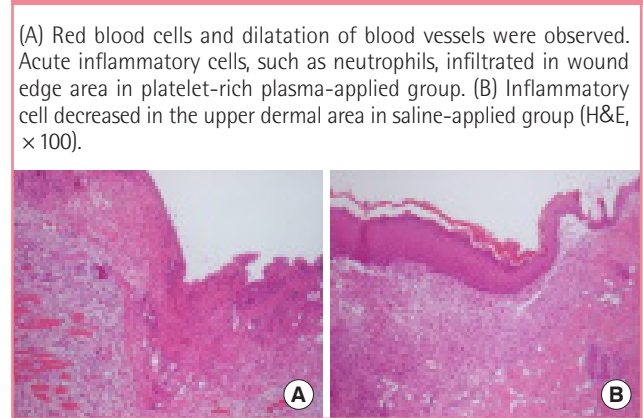 (A) Red blood cells and dilatation of blood vessels were observed.
Acute inflammatory cells, such as neutrophils, infiltrated in wound
edge area in platelet-rich plasma-applied group. (B) Inflammatory
cell decreased in the upper dermal area in saline-applied group (H&E,
× 100).
A
B